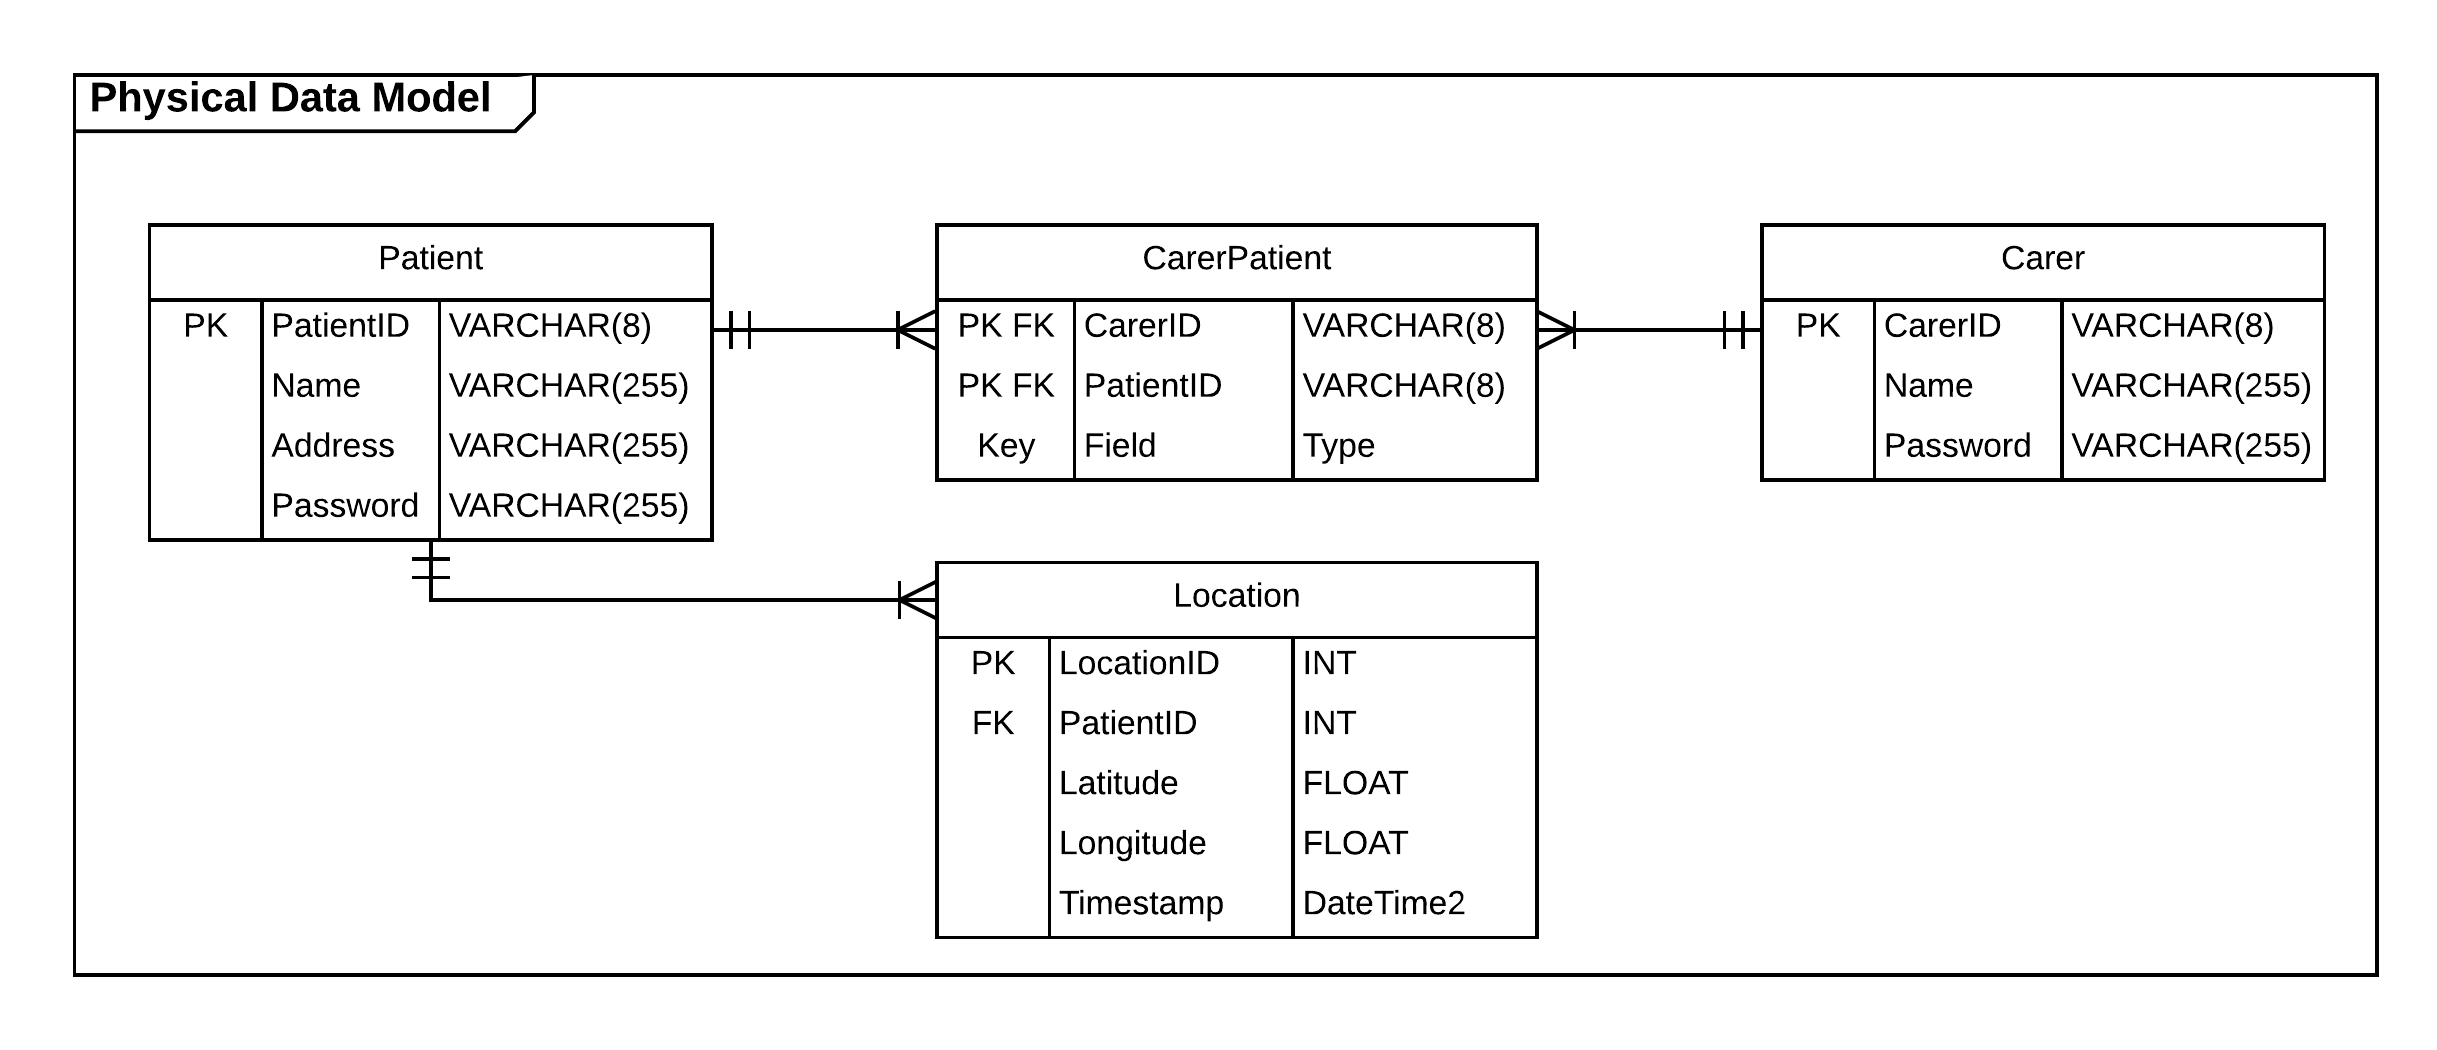 Physical Data Model
Patient
PK PatientID VARCHAR(8)
Name VARCHAR(255)
Address VARCHAR(255)
Password VARCHAR(255)
CarerPatient
PK FK CarerID VARCHAR(8)
PK FK PatientID VARCHAR(8)
Key Field Type
Carer
PK CarerID VARCHAR(8)
Name VARCHAR(255)
Password VARCHAR(255)
Location
PK LocationID INT
FK PatientID INT
Latitude FLOAT
Longitude FLOAT
Timestamp DateTime2